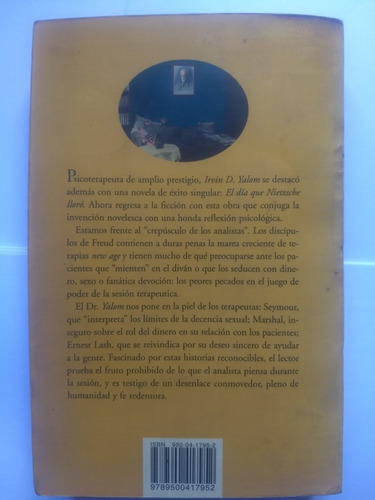 Psicoterapeuta de amplio prestigio, Irvin D. Yalom se destacó
además con una novela de éxito singular: El día que Nietzsche
lloró. Ahora regresa a la ficción con esta obra que conjuga la
invención novelesca con una honda reflexión psicológica.
Estamos frente al "crepúsculo de los analistas". Los discípu-
los de Freud contienen a duras penas la marea creciente de te-
rapias new age y tienen mucho de qué preocuparse ante los pa-
cientes que "mienten" en el diván o que los seducen con dine-
ro, sexo o fanática devoción: los peores pecados en el juego de
poder de la sesión terapeutica.
El Dr. Yalom nos pone en la piel de los terapeutas: Seymour,
que "interpreta" los límites de la decencia sexual; Marshal, in-
seguro sobre el rol del dinero en su relación con los pacientes;
Ernest Lash, que se reivindica por su deseo sincero de ayudar
a la gente. Fascinado por estas historias reconocibles, el lector
prueba el fruto prohibido de lo que el analista piensa durante
la sesión, y es testigo de un desenlace conmovedor, pleno de
humanidad y fe redentora.
ISBN 950-04-1795-2
9789500417952